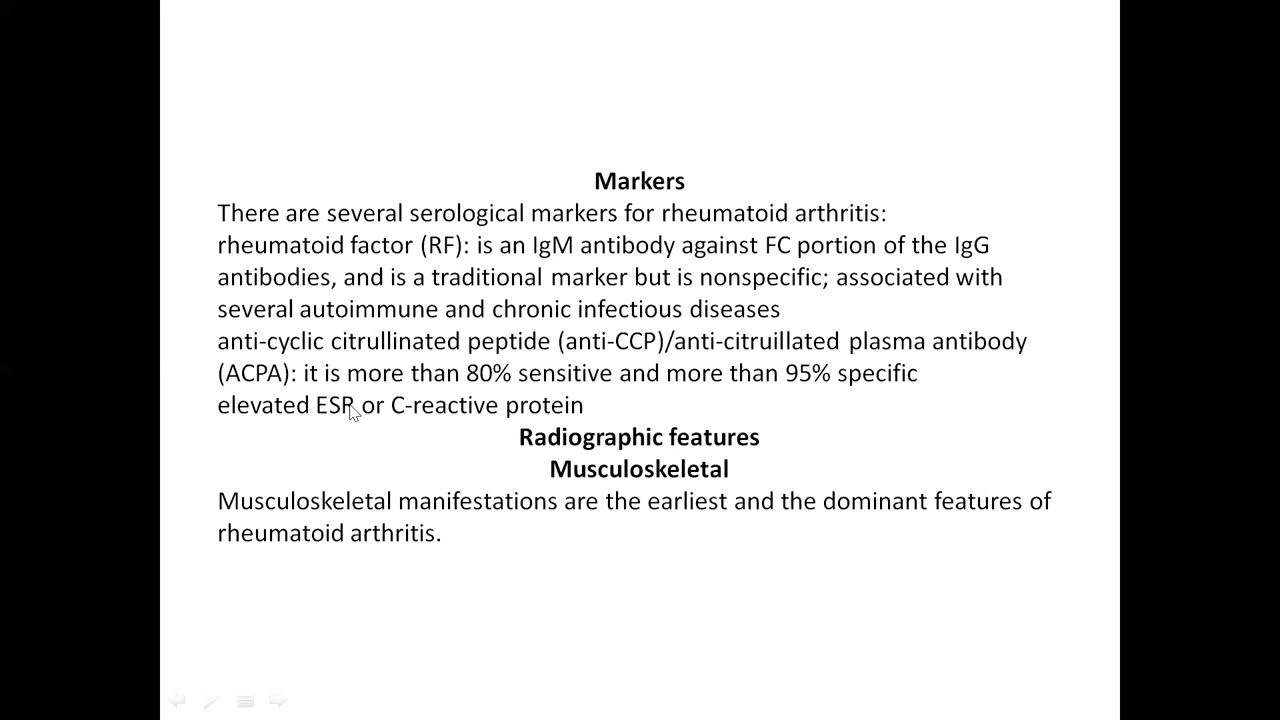 Markers
There are several serological markers for rheumatoid arthritis:
rheumatoid factor (RF): is an IgM antibody against FC portion of the IgG
antibodies, and is a traditional marker but is nonspecific; associated with
several autoimmune and chronic infectious diseases
anti-cyclic citrullinated peptide (anti-CCP)/anti-citruillated plasma antibody
(ACPA): it is more than 80% sensitive and more than 95% specific
elevated ESR or C-reactive protein
Radiographic features
Musculoskeletal
Musculoskeletal manifestations are the earliest and the dominant features of
rheumatoid arthritis.